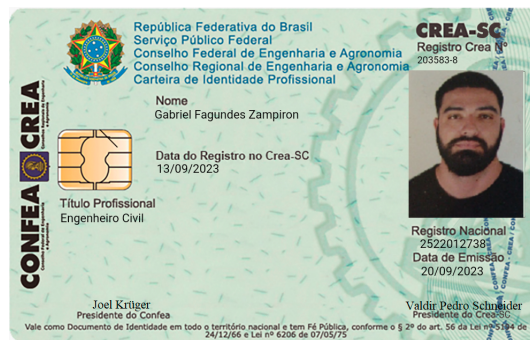 República Federativa do Brasil
Serviço Público Federal
Conselho Federal de Engenharia e Agronomia
Conselho Regional de Engenharia e Agronomia
Carteira de Identidade Profissional
CREA-SC
Registro Crea Nº
203583-8
Nome
Gabriel Fagundes Zampiron
Data do Registro no Crea-SC
13/09/2023
Título Profissional
Engenheiro Civil
CONFEA
CREA
Registro Nacional
2522012738
Data de Emissão
20/09/2023
Joel Krüger
Presidente do Confea
Valdir Pedro Schneider
Presidente do Crea-SC
Vale como Documento de Identidade em todo o território nacional e tem Fé Pública, conforme o § 2º do art. 56 da Lei nº 5194 de
24/12/66 e Lei nº 6206 de 07/05/75